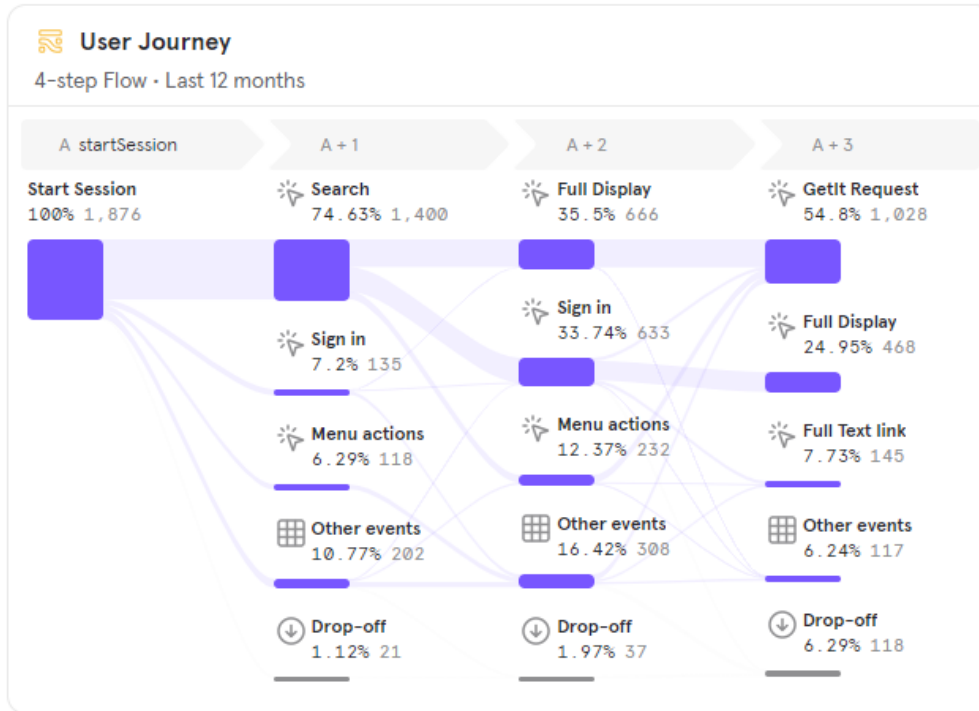 User Journey
4-step Flow • Last 12 months
A startSession
A + 1
A + 2
A + 3
Start Session
100% 1,876
Search
74.63% 1,400
Full Display
35.5% 666
GetIt Request
54.8% 1,028
Sign in
7.2% 135
Sign in
33.74% 633
Full Display
24.95% 468
Menu actions
6.29% 118
Menu actions
12.37% 232
Full Text link
7.73% 145
Other events
10.77% 202
Other events
16.42% 308
Other events
6.24% 117
Drop-off
1.12% 21
Drop-off
1.97% 37
Drop-off
6.29% 118